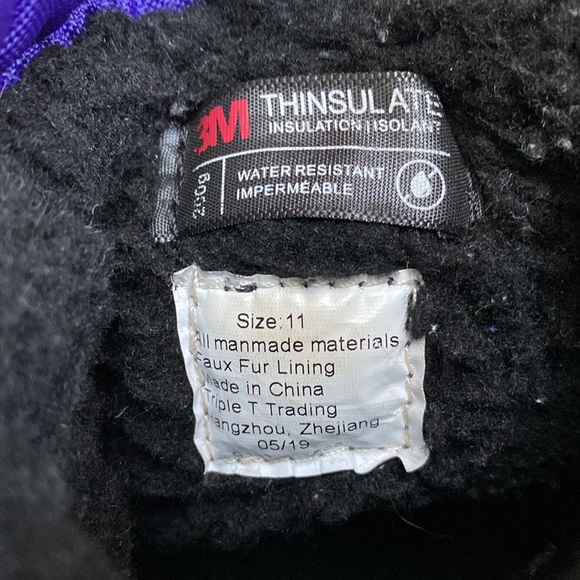 3M THINSULATE
INSULATION | ISOLANT
200g
WATER RESISTANT
IMPERMÉABLE
Size:11
All manmade materials
Faux Fur Lining
Made in China
Triple T Trading
Hangzhou, Zhejiang
05/19